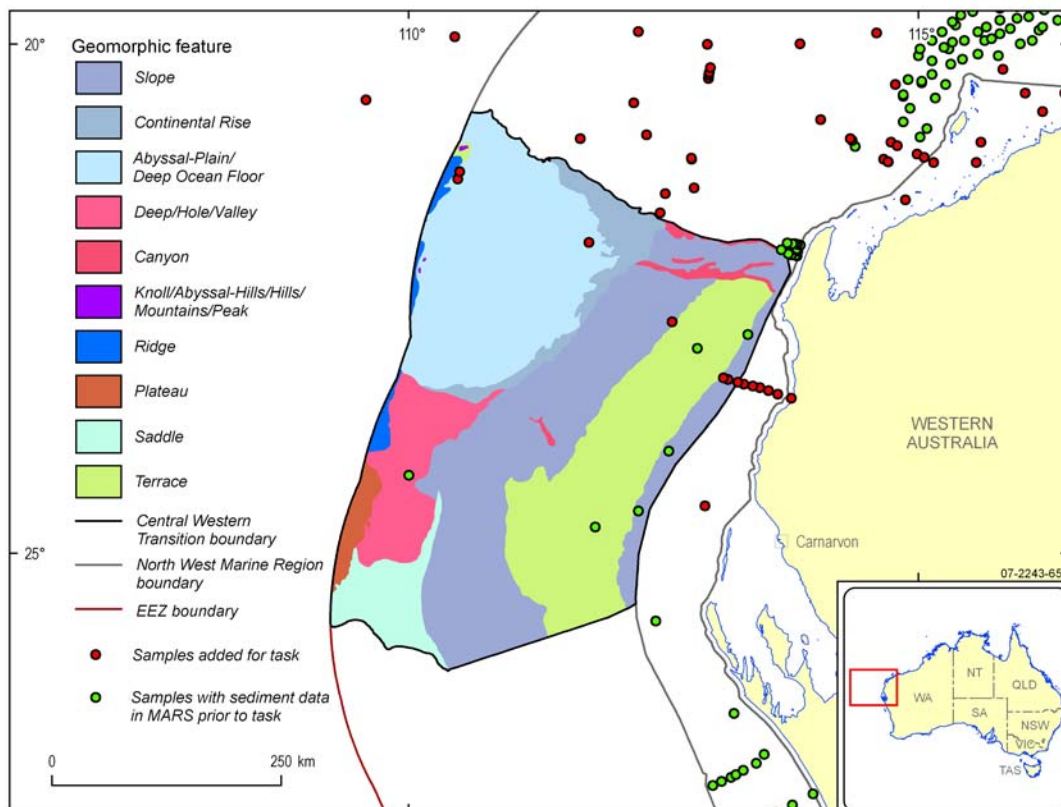 110°
115°
20°
25°
Geomorphic feature
Slope
Continental Rise
Abyssal-Plain/
Deep Ocean Floor
Deep/Hole/Valley
Canyon
Knoll/Abyssal-Hills/Hills/
Mountains/Peak
Ridge
Plateau
Saddle
Terrace
Central Western
Transition boundary
North West Marine Region
boundary
EEZ boundary
Samples added for task
Samples with sediment data
in MARS prior to task
0
250 km
WESTERN
AUSTRALIA
Carnarvon
07-2243-65
WA
NT
QLD
SA
NSW
VIC
TAS